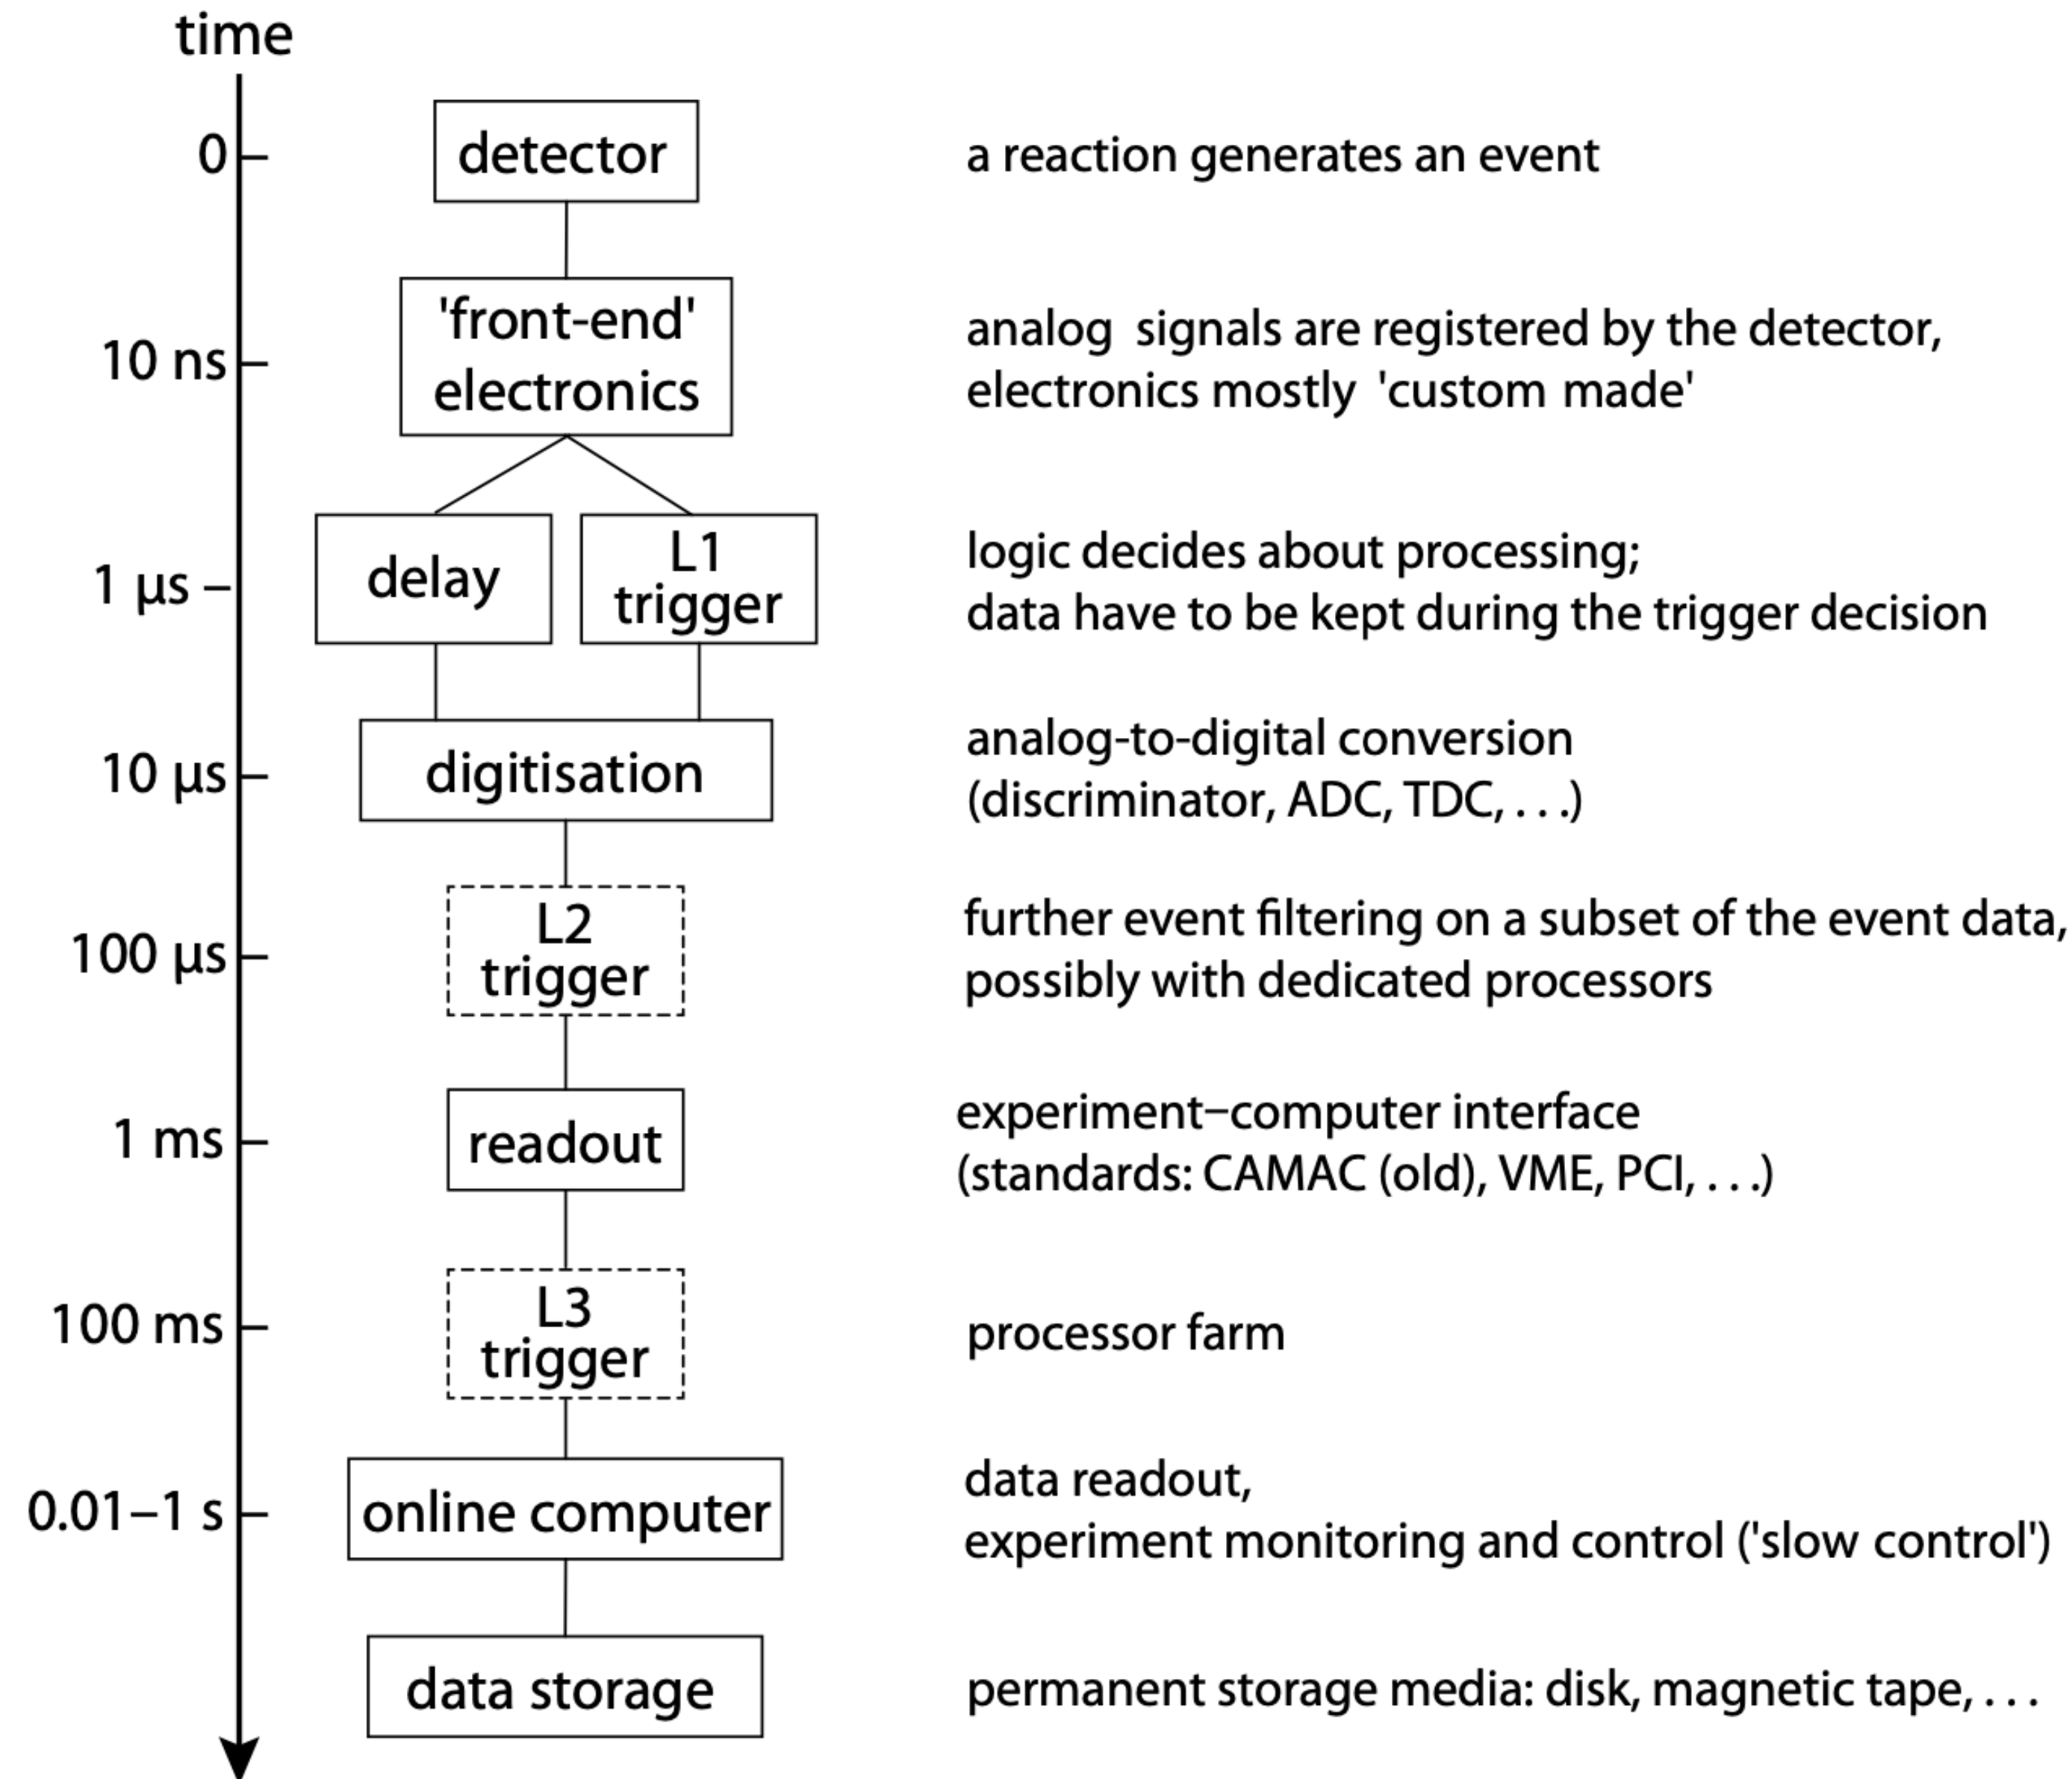 time
0
detector
a reaction generates an event
10 ns
'front-end'
electronics
analog signals are registered by the detector,
electronics mostly 'custom made'
1 µs
delay
L1
trigger
logic decides about processing;
data have to be kept during the trigger decision
10 µs
digitisation
analog-to-digital conversion
(discriminator, ADC, TDC, . . .)
100 µs
L2
trigger
further event filtering on a subset of the event data,
possibly with dedicated processors
1 ms
readout
experiment–computer interface
(standards: CAMAC (old), VME, PCI, . . .)
100 ms
L3
trigger
processor farm
0.01–1 s
online computer
data readout,
experiment monitoring and control ('slow control')
data storage
permanent storage media: disk, magnetic tape, . . .